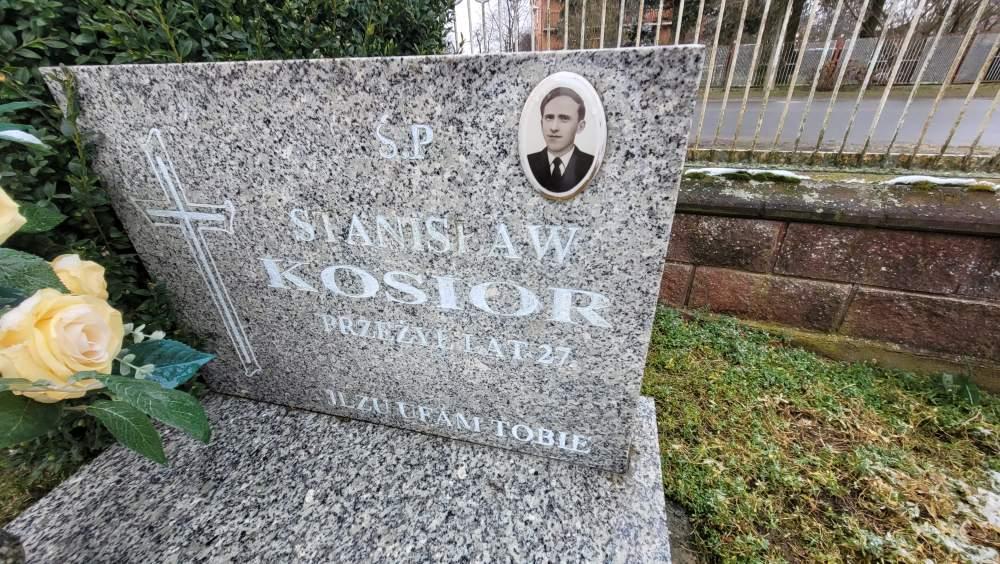 Ś.P
STANISŁAW
KOSIOR
PRZEŻYŁ LAT 27
JEZU UFAM TOBIE